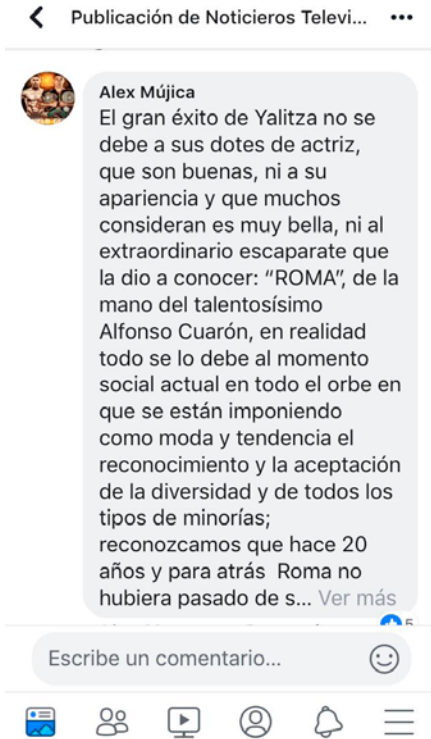 Publicación de Noticieros Televi...
Alex Mújica
El gran éxito de Yalitza no se
debe a sus dotes de actriz,
que son buenas, ni a su
apariencia y que muchos
consideran es muy bella, ni al
extraordinario escaparate que
la dio a conocer: “ROMA”, de la
mano del talentosísimo
Alfonso Cuarón, en realidad
todo se lo debe al momento
social actual en todo el orbe en
que se están imponiendo
como moda y tendencia el
reconocimiento y la aceptación
de la diversidad y de todos los
tipos de minorías;
reconozcamos que hace 20
años y para atrás Roma no
hubiera pasado de s... Ver más
5
Escribe un comentario...